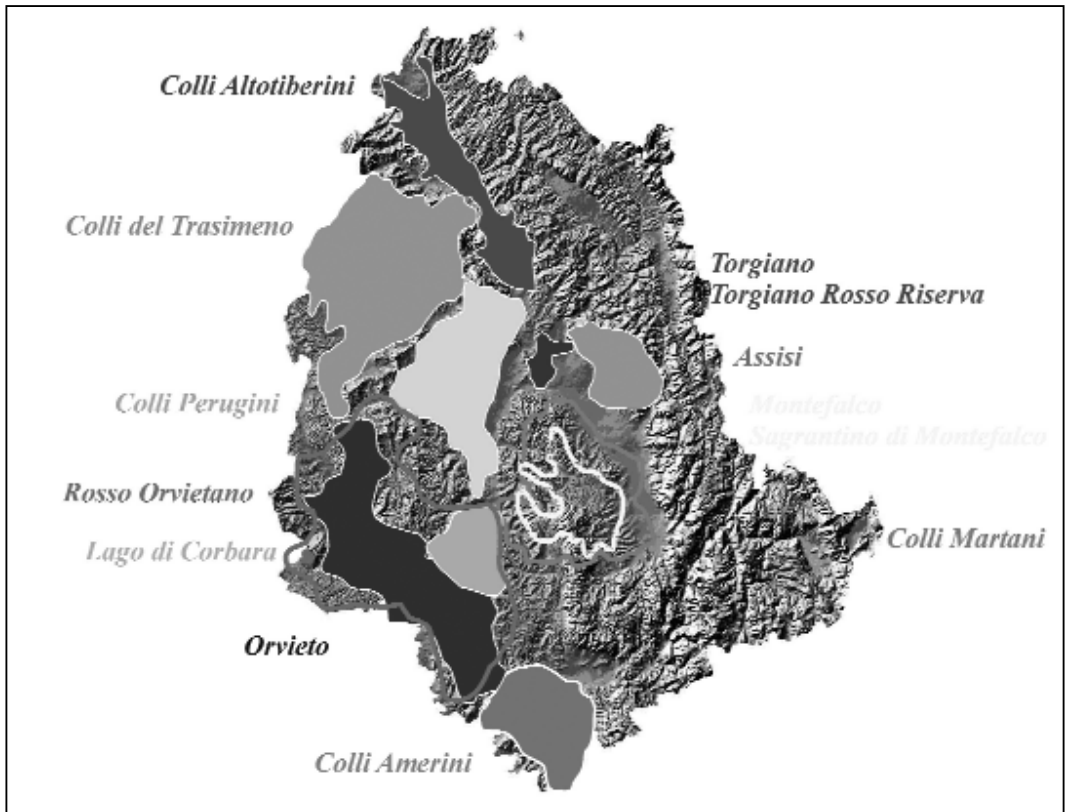 Colli Altotiberini
Colli del Trasimeno
Torgiano
Torgiano Rosso Riserva
Assisi
Colli Perugini
Montefalco
Sagrantino di Montefalco
Rosso Orvietano
Colli Martani
Lago di Corbara
Orvieto
Colli Amerini